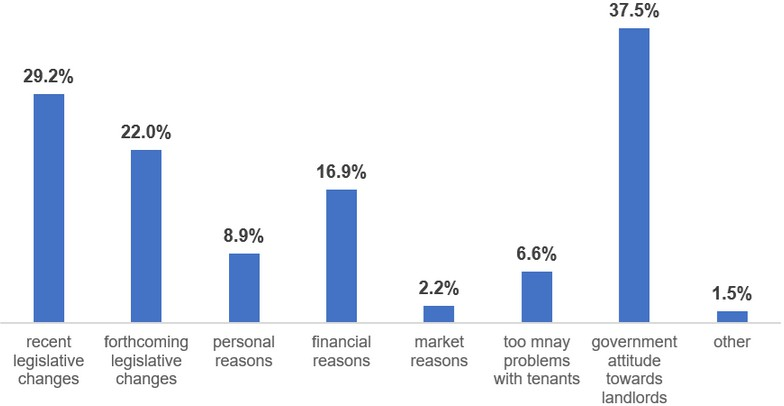 37.5%
29.2%
22.0%
16.9%
8.9%
6.6%
2.2%
1.5%
recent
legislative
changes
forthcoming
legislative
changes
personal
reasons
financial
reasons
market
reasons
too mnay
problems
with tenants
government
attitude
towards
landlords
other